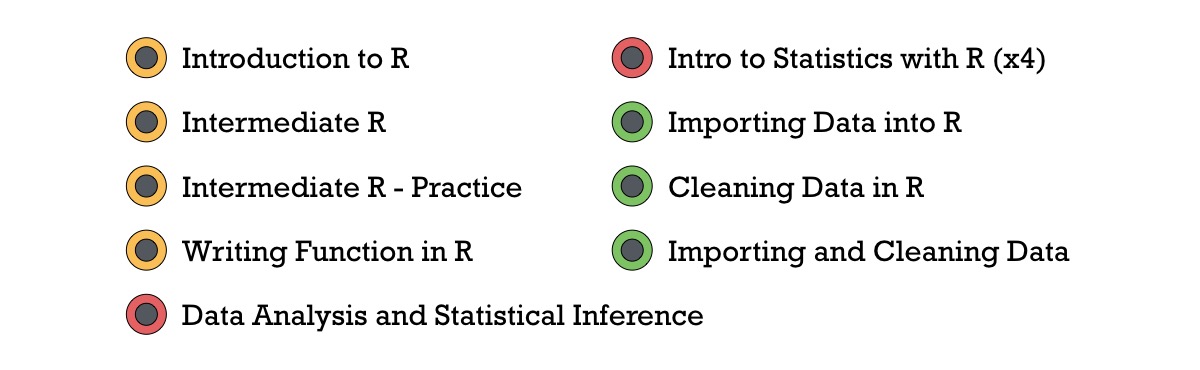 Introduction to R
Intermediate R
Intermediate R - Practice
Writing Function in R
Data Analysis and Statistical Inference
Intro to Statistics with R (x4)
Importing Data into R
Cleaning Data in R
Importing and Cleaning Data